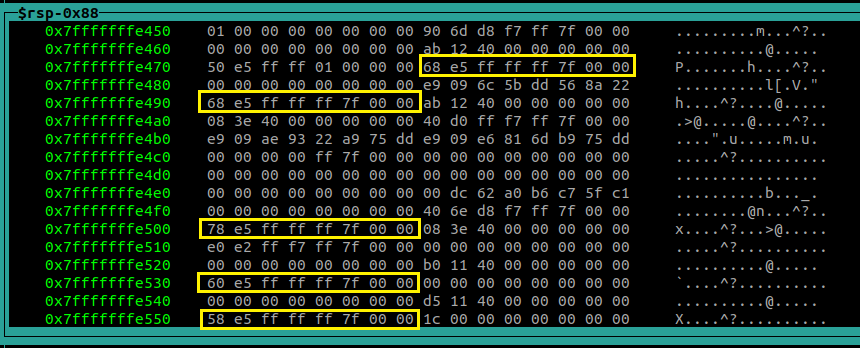 $rsp-0x88
0x7fffffffe450 01 00 00 00 00 00 00 00 90 6d d8 f7 ff 7f 00 00 .........m...^?..
0x7fffffffe460 00 00 00 00 00 00 00 00 ab 12 40 00 00 00 00 00 ..........@.....
0x7fffffffe470 50 e5 ff ff 01 00 00 00 68 e5 ff ff ff 7f 00 00 P.......h....^?..
0x7fffffffe480 00 00 00 00 00 00 00 00 e9 09 6c 5b dd 56 8a 22 ..........l[.V."
0x7fffffffe490 68 e5 ff ff ff 7f 00 00 ab 12 40 00 00 00 00 00 h....^?....@.....
0x7fffffffe4a0 08 3e 40 00 00 00 00 00 40 d0 ff f7 ff 7f 00 00 .>@.....@....^?..
0x7fffffffe4b0 e9 09 ae 93 22 a9 75 dd e9 09 e6 81 6d b9 75 dd ....".u.....m.u.
0x7fffffffe4c0 00 00 00 00 ff 7f 00 00 00 00 00 00 00 00 00 00 .....^?..........
0x7fffffffe4d0 00 00 00 00 00 00 00 00 00 00 00 00 00 00 00 00 ................
0x7fffffffe4e0 00 00 00 00 00 00 00 00 00 dc 62 a0 b6 c7 5f c1 ..........b..._.
0x7fffffffe4f0 00 00 00 00 00 00 00 00 40 6e d8 f7 ff 7f 00 00 ........@n...^?..
0x7fffffffe500 78 e5 ff ff ff 7f 00 00 08 3e 40 00 00 00 00 00 x....^?...>@.....
0x7fffffffe510 e0 e2 ff f7 ff 7f 00 00 00 00 00 00 00 00 00 00 .....^?..........
0x7fffffffe520 00 00 00 00 00 00 00 00 b0 11 40 00 00 00 00 00 ..........@.....
0x7fffffffe530 60 e5 ff ff ff 7f 00 00 00 00 00 00 00 00 00 00 `....^?..........
0x7fffffffe540 00 00 00 00 00 00 00 00 d5 11 40 00 00 00 00 00 ..........@.....
0x7fffffffe550 58 e5 ff ff ff 7f 00 00 1c 00 00 00 00 00 00 00 X....^?..........